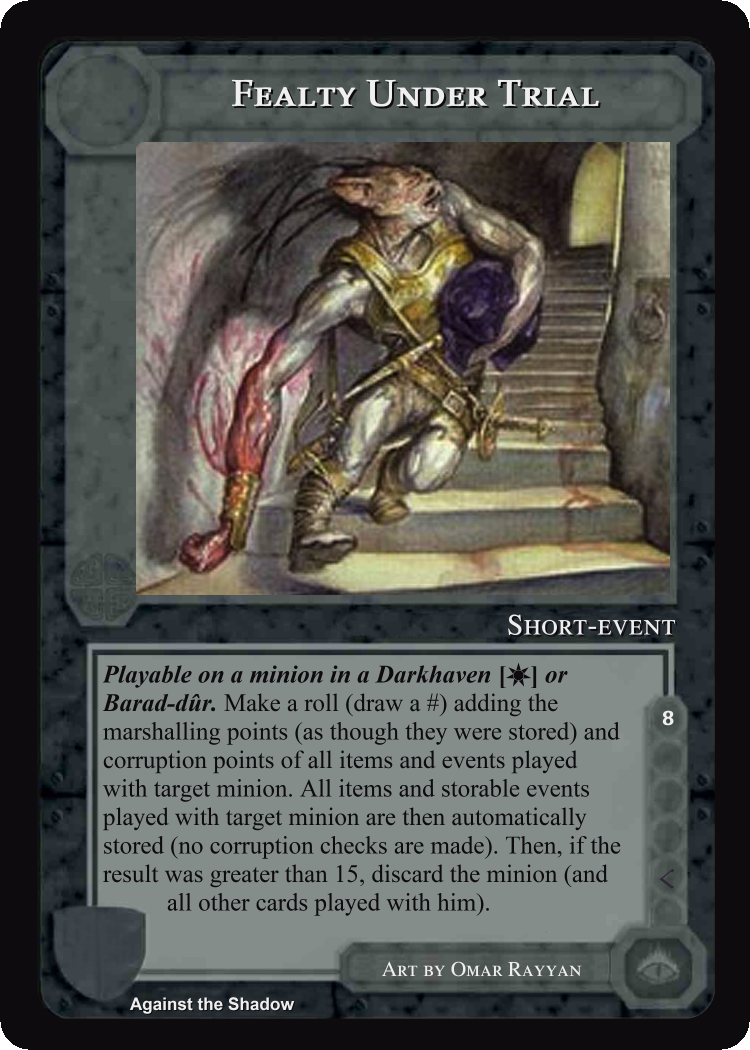 Fealty Under Trial
Short-event
Playable on a minion in a Darkhaven [☀] or
Barad-dûr. Make a roll (draw a #) adding the
marshalling points (as though they were stored) and
corruption points of all items and events played
with target minion. All items and storable events
played with target minion are then automatically
stored (no corruption checks are made). Then, if the
result was greater than 15, discard the minion (and
all other cards played with him).
8
Art by Omar Rayyan
Against the Shadow